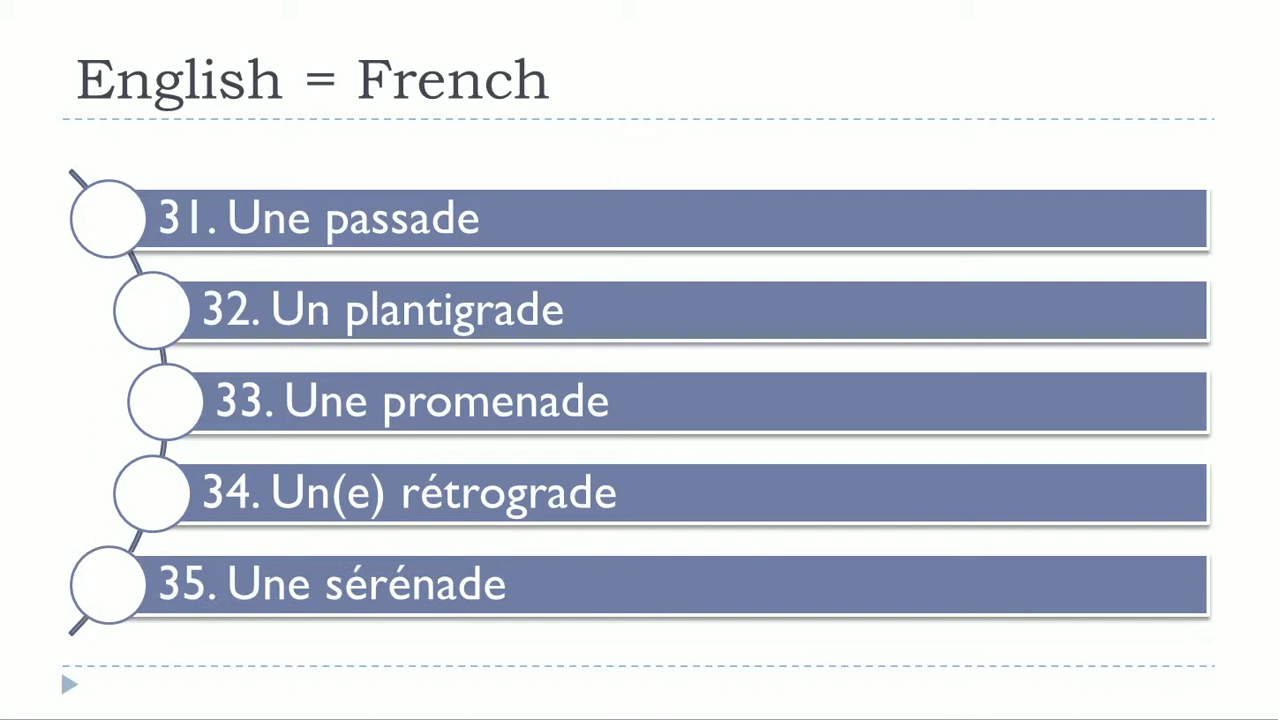 English = French
31. Une passade
32. Un plantigrade
33. Une promenade
34. Un(e) rétrograde
35. Une sérénade